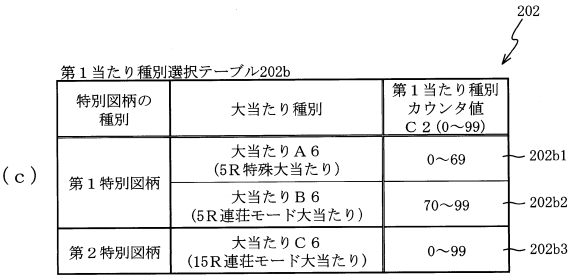 202
第１当たり種別選択テーブル202b
(c)
特別図柄の
種別
大当たり種別
第１当たり種別
カウンタ値
Ｃ２(0～99)
第１特別図柄
大当たりＡ６
(5Ｒ特殊大当たり)
0～69
202b1
大当たりＢ６
(5Ｒ連荘モード大当たり)
70～99
202b2
第２特別図柄
大当たりＣ６
(15Ｒ連荘モード大当たり)
0～99
202b3